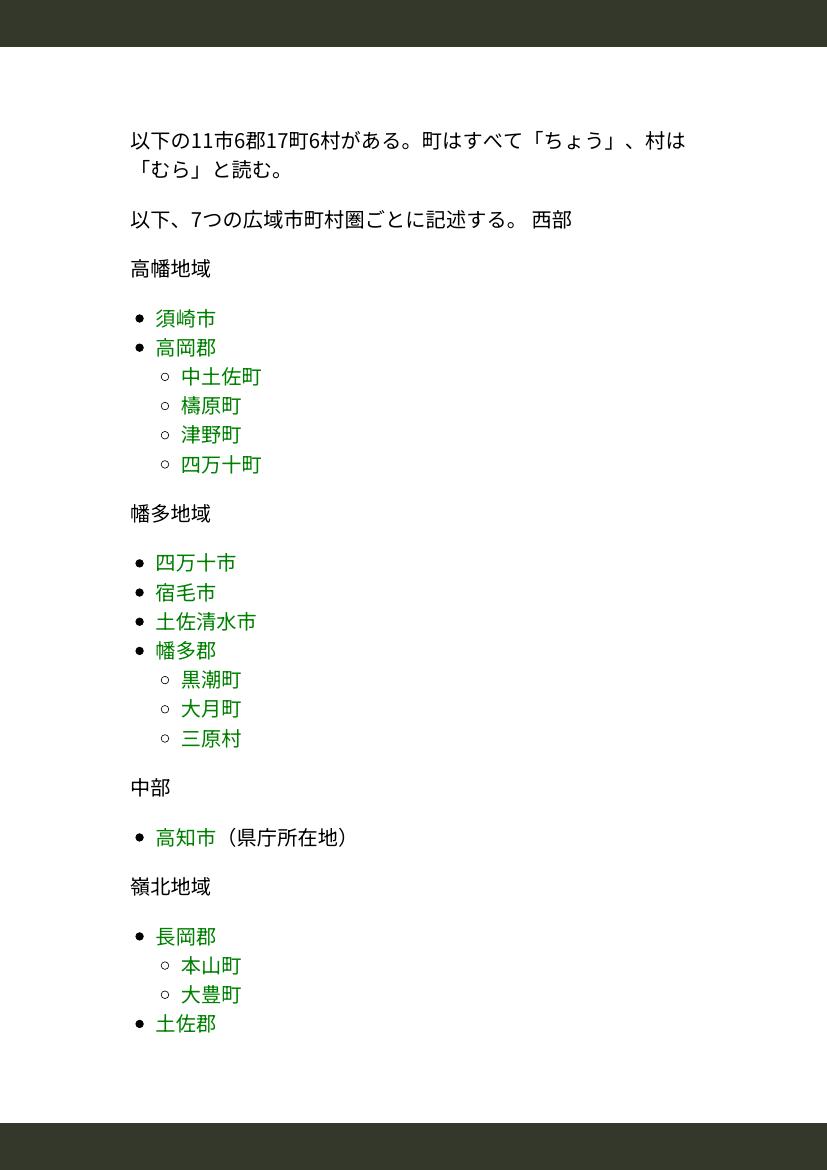 以下の11市6郡17町6村がある。町はすべて「ちょう」、村は
「むら」と読む。
以下、7つの広域市町村圏ごとに記述する。 西部
高幡地域
須崎市
高岡郡
中土佐町
檮原町
津野町
四万十町
幡多地域
四万十市
宿毛市
土佐清水市
幡多郡
黒潮町
大月町
三原村
中部
高知市（県庁所在地）
嶺北地域
長岡郡
本山町
大豊町
土佐郡